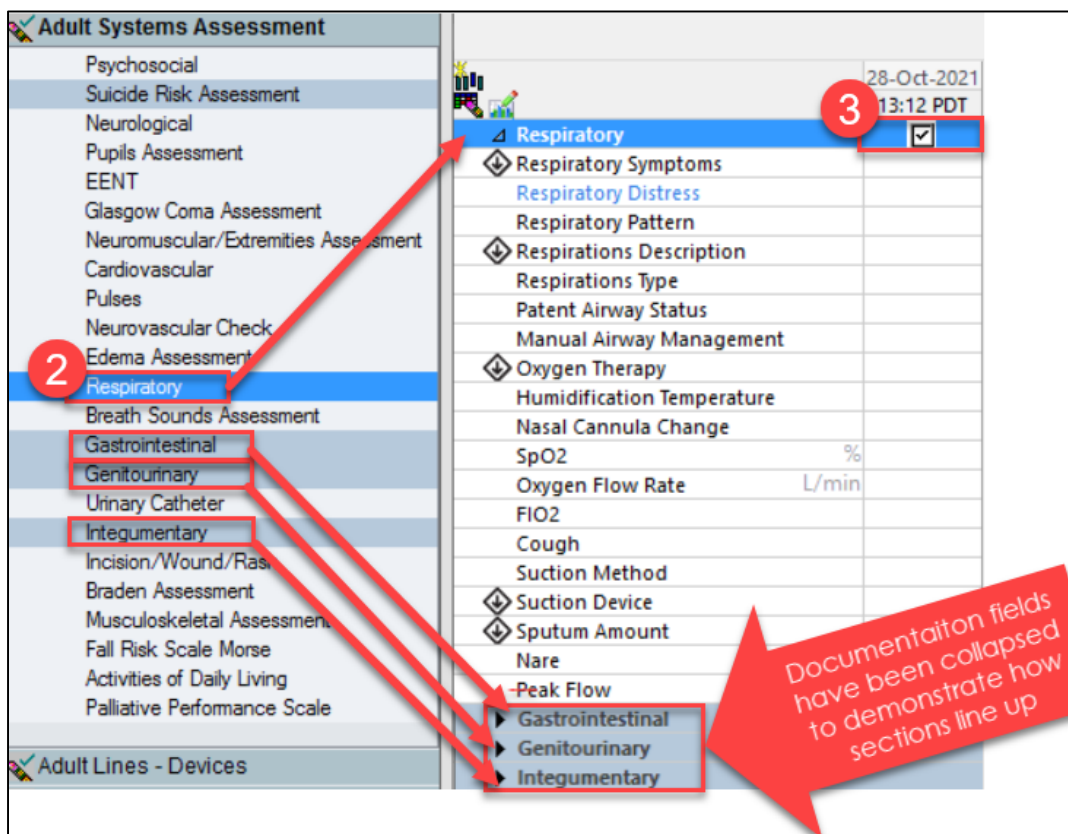 Adult Systems Assessment
Psychosocial
Suicide Risk Assessment
Neurological
Pupils Assessment
EENT
Glasgow Coma Assessment
Neuromuscular/Extremities Assessment
Cardiovascular
Pulses
Neurovascular Check
Edema Assessment
2
Respiratory
Breath Sounds Assessment
Gastrointestinal
Genitourinary
Urinary Catheter
Integumentary
Incision/Wound/Rash
Braden Assessment
Musculoskeletal Assessment
Fall Risk Scale Morse
Activities of Daily Living
Palliative Performance Scale
Adult Lines - Devices
28-Oct-2021
3
13:12 PDT
Respiratory
Respiratory Symptoms
Respiratory Distress
Respiratory Pattern
Respirations Description
Respirations Type
Patent Airway Status
Manual Airway Management
Oxygen Therapy
Humidification Temperature
Nasal Cannula Change
SpO2 %
Oxygen Flow Rate L/min
FIO2
Cough
Suction Method
Suction Device
Sputum Amount
Nare
Peak Flow
Gastrointestinal
Genitourinary
Integumentary
Documentaiton fields
have been collapsed
to demonstrate how
sections line up